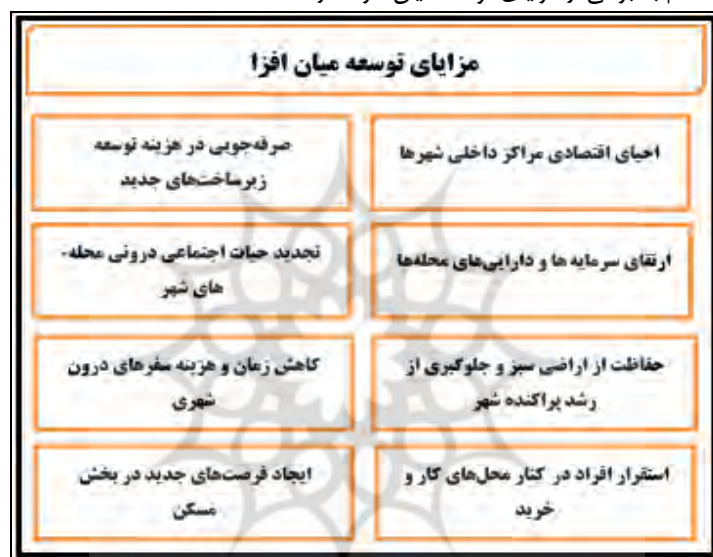 مزایای توسعه میان افزا
احیای اقتصادی مراکز داخلی شهرها
صرفه‌جویی در هزینه توسعه
زیرساخت‌های جدید
ارتقای سرمایه ها و دارایی‌های محله‌ها
تجدید حیات اجتماعی درونی محله-
های شهر
حفاظت از اراضی سبز و جلوگیری از
رشد پراکنده شهر
کاهش زمان و هزینه سفرهای درون
شهری
استقرار افراد در کنار محل‌های کار و
خرید
ایجاد فرصت‌های جدید در بخش
مسکن